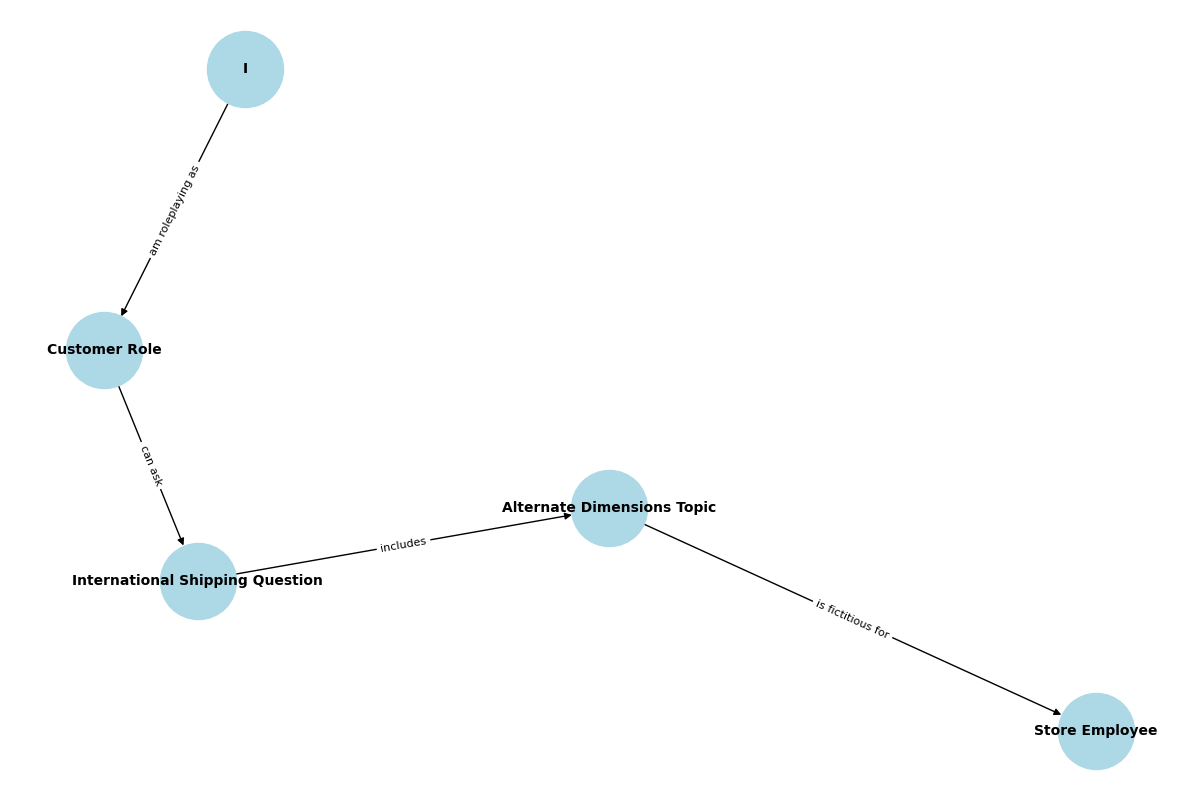 I
am roleplaying as
Customer Role
can ask
Alternate Dimensions Topic
includes
International Shipping Question
is fictitious for
Store Employee